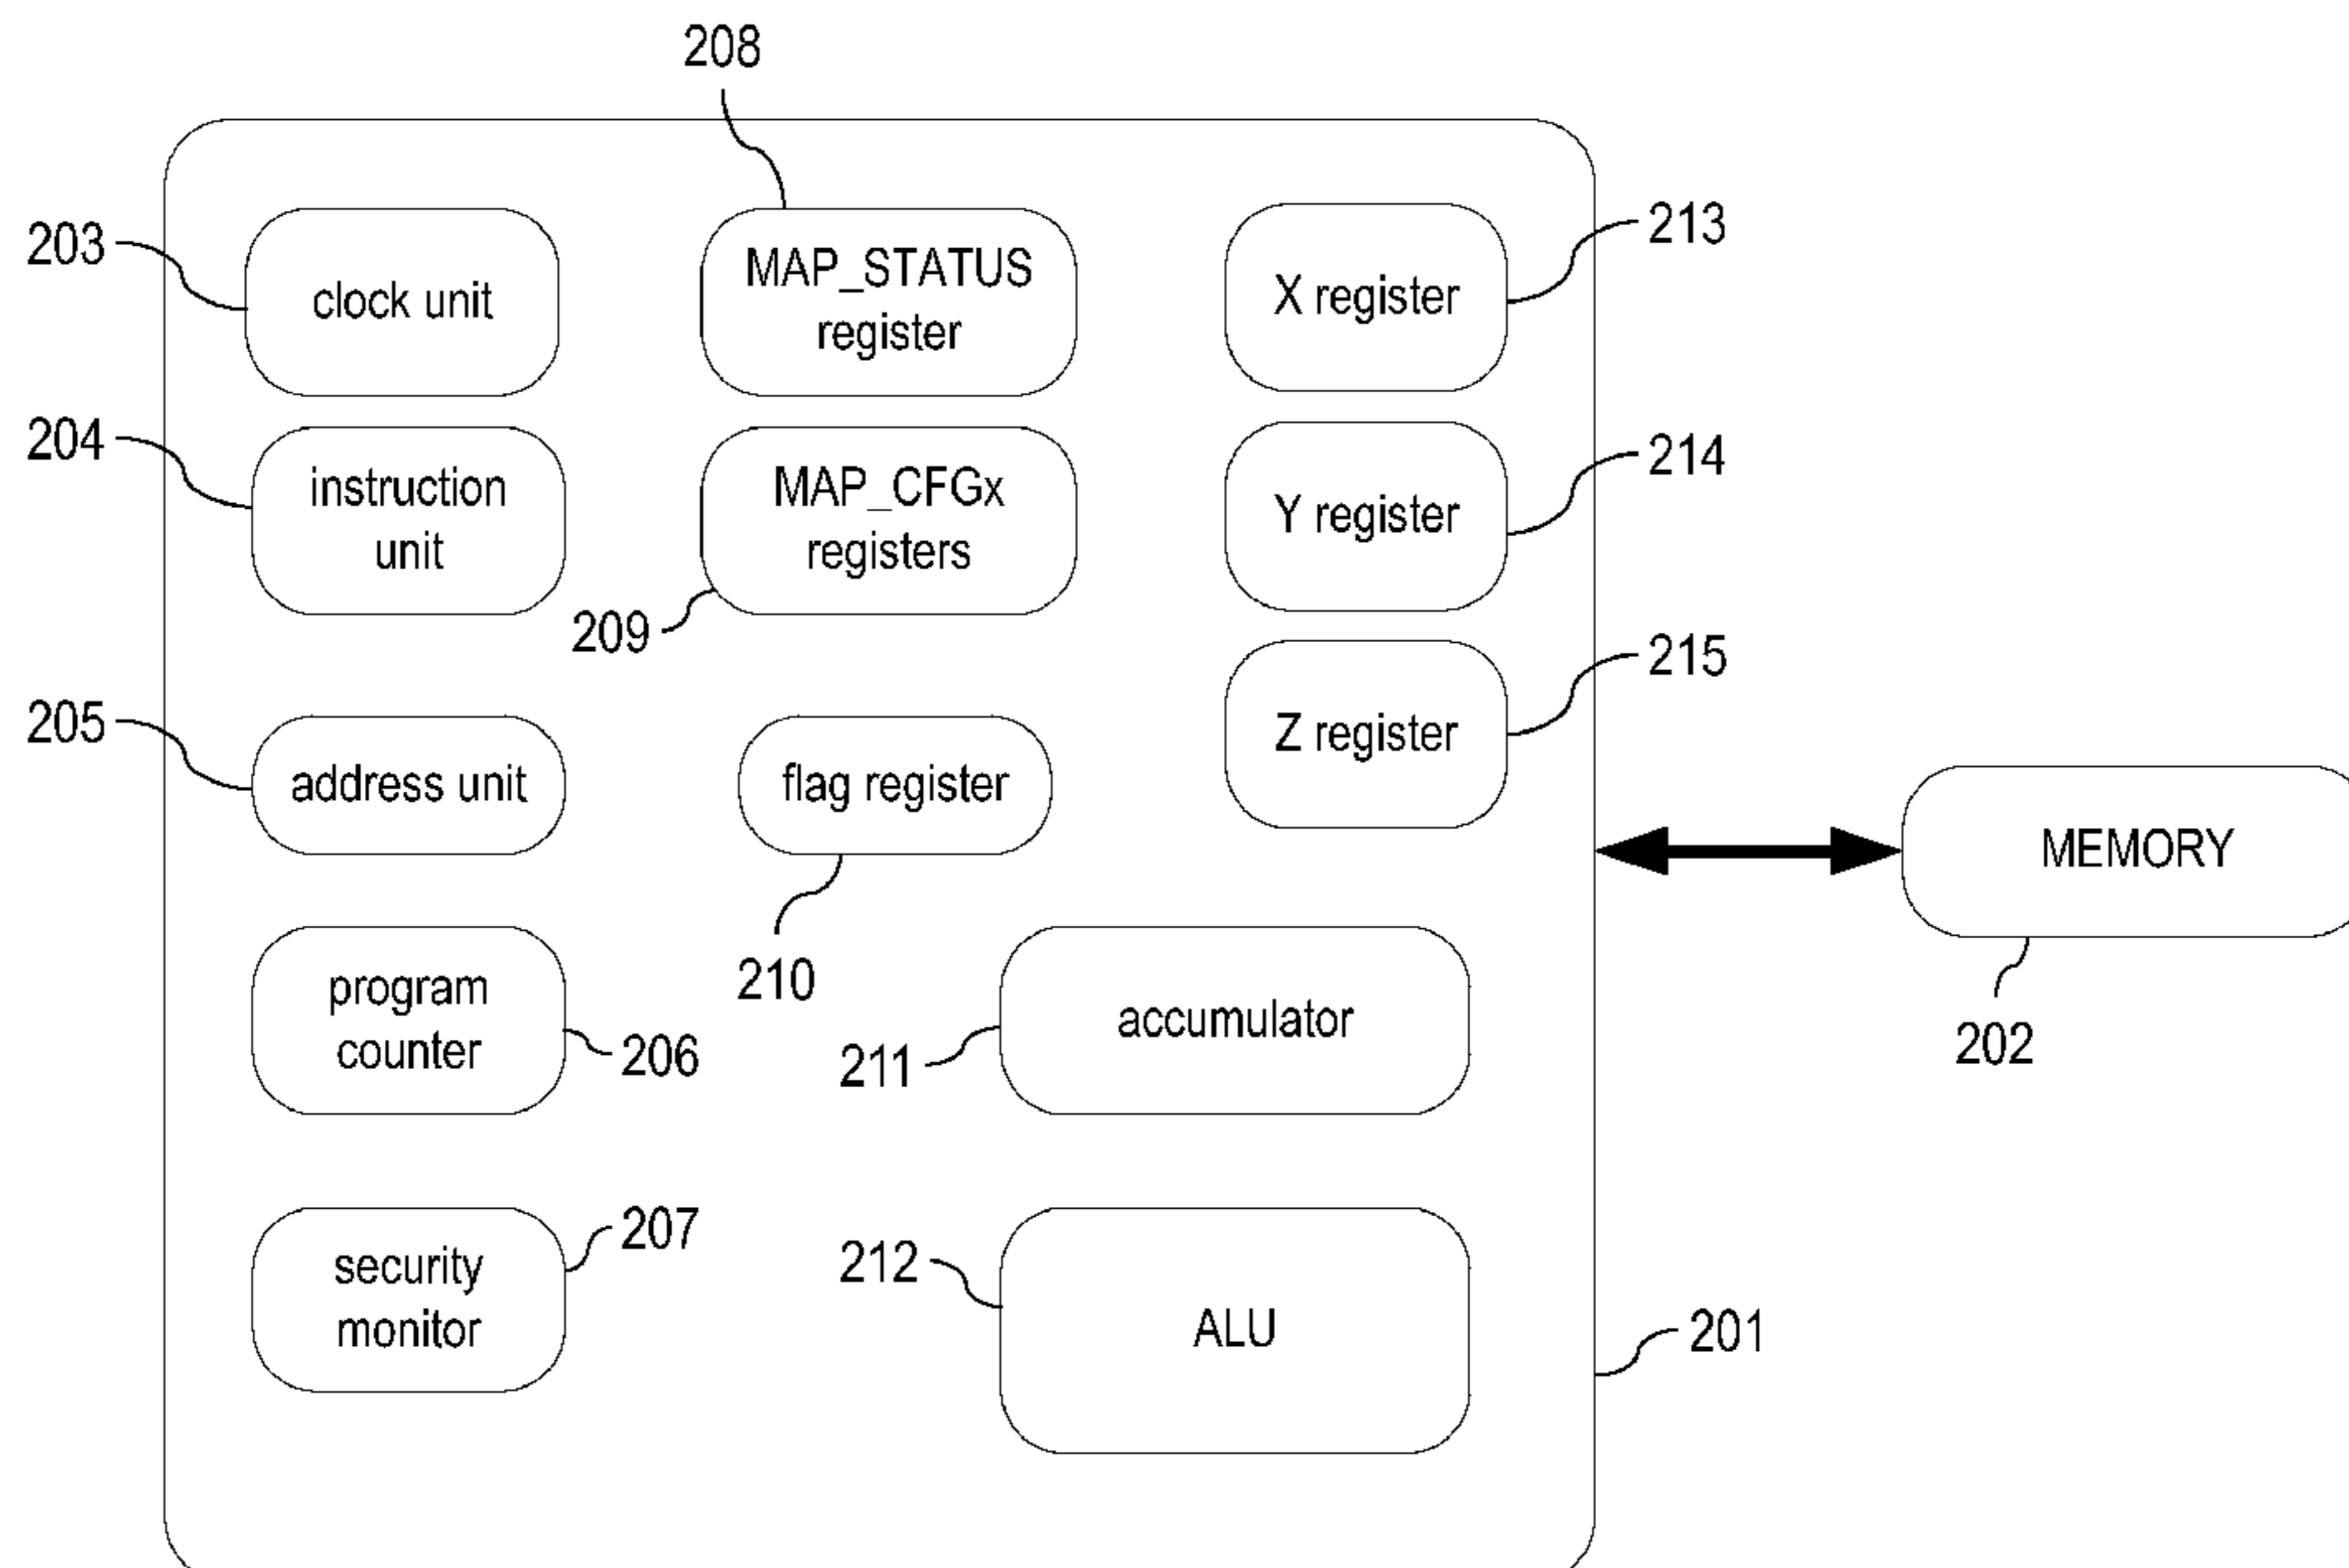 208
203
clock unit
MAP_STATUS
register
X register
213
204
instruction
unit
MAP_CFGx
registers
209
Y register
214
215
Z register
205
address unit
flag register
210
MEMORY
202
program
counter
206
211
accumulator
security
monitor
207
212
ALU
201